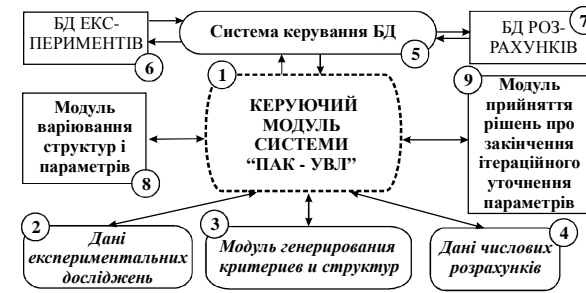 БД ЕКС-
ПЕРИМЕНТІВ
6
Система керування БД
5
БД РОЗ-
РАХУНКІВ
7
1
КЕРУЮЧИЙ
МОДУЛЬ
СИСТЕМИ
“ПАК - УВЛ”
Модуль
варіювання
структур і
параметрів
8
9
Модуль
прийняття
рішень про
закінчення
ітераційного
уточнення
параметрів
2
Дані
експериментальних
досліджень
3
Модуль генерирования
критериев и структур
4
Дані числових
розрахунків